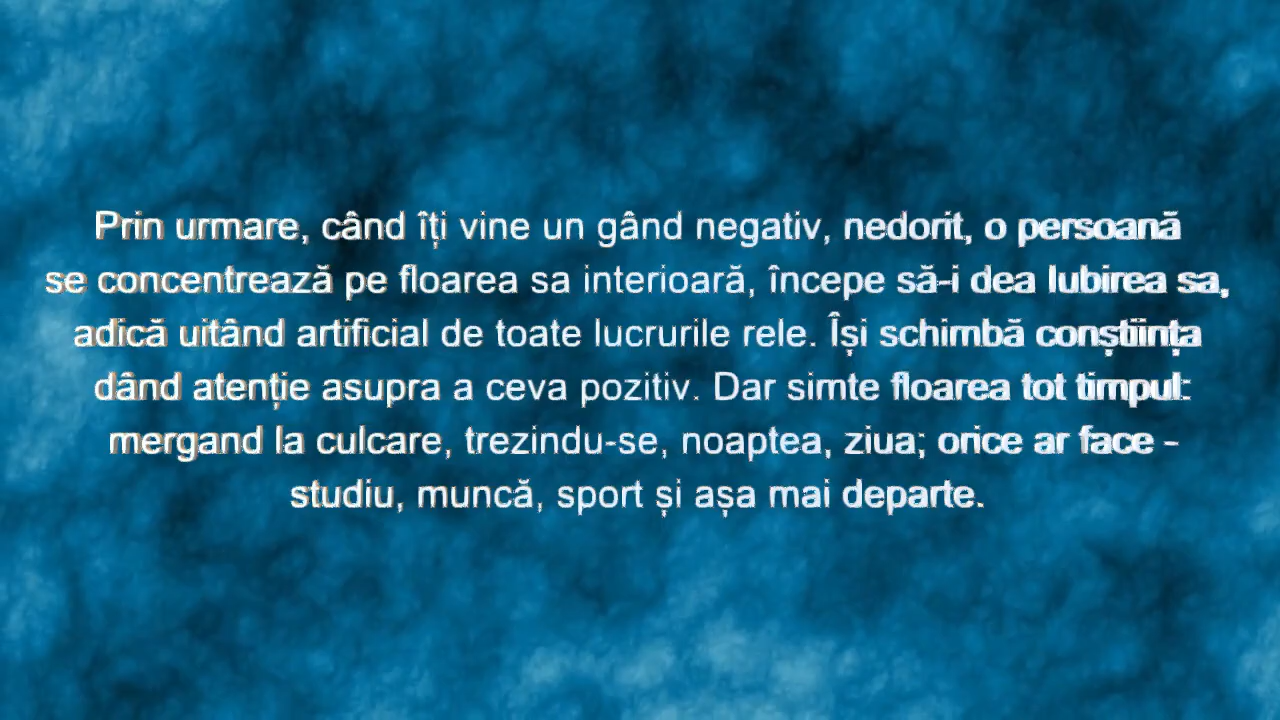 Prin urmare, când îți vine un gând negativ, nedorit, o persoană
se concentrează pe floarea sa interioară, începe să-i dea Iubirea sa,
adică uitând artificial de toate lucrurile rele. Își schimbă conștiința
dând atenție asupra a ceva pozitiv. Dar simte floarea tot timpul:
mergand la culcare, trezindu-se, noaptea, ziua; orice ar face -
studiu, muncă, sport și așa mai departe.